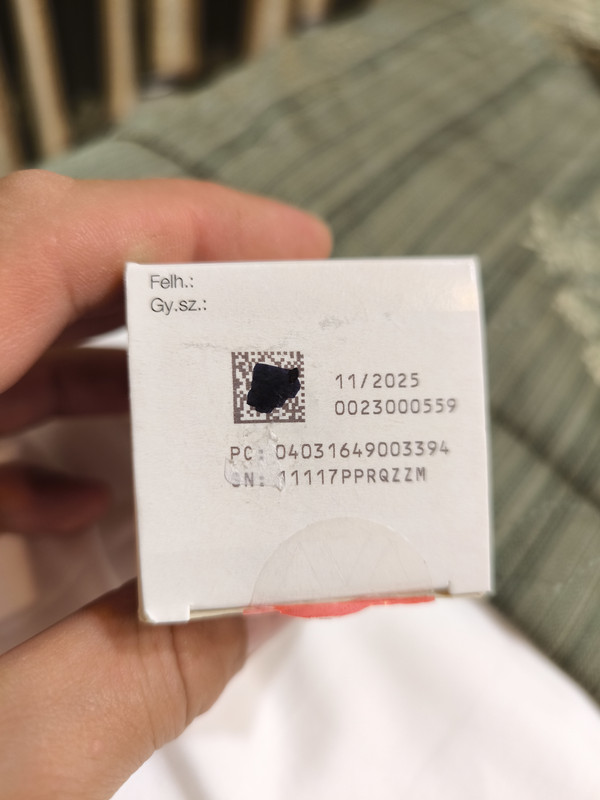 Felh.:
Gy.sz.:
11/2025
0023000559
PC: 04031649003394
SN: 11117PPRQZZM